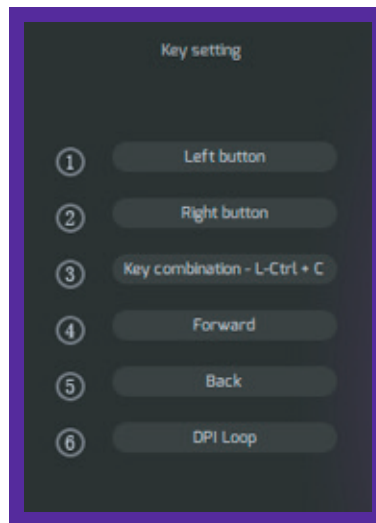 Key setting
① Left button
② Right button
③ Key combination - L-Ctrl + C
④ Forward
⑤ Back
⑥ DPI Loop